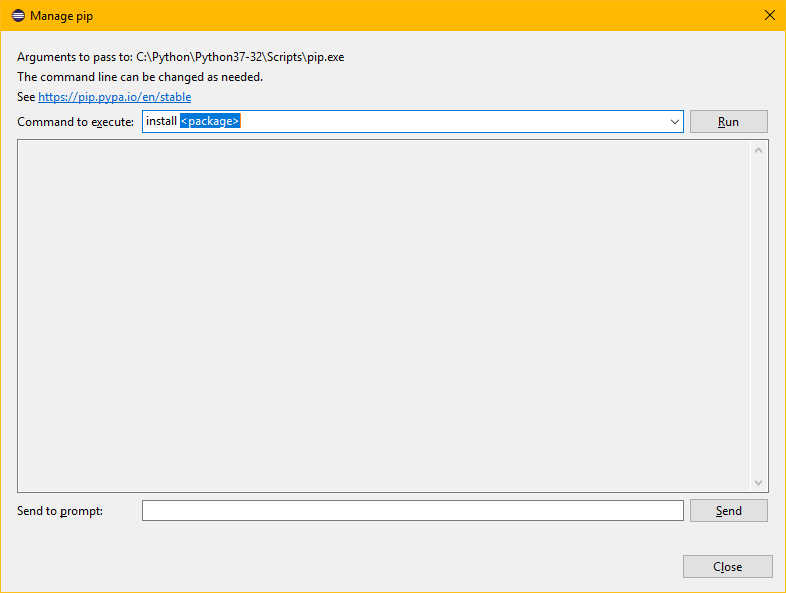 Manage pip
Arguments to pass to: C:\Python\Python37-32\Scripts\pip.exe
The command line can be changed as needed.
See https://pip.pypa.io/en/stable
Command to execute: install <package> Run
Send to prompt: Send
Close